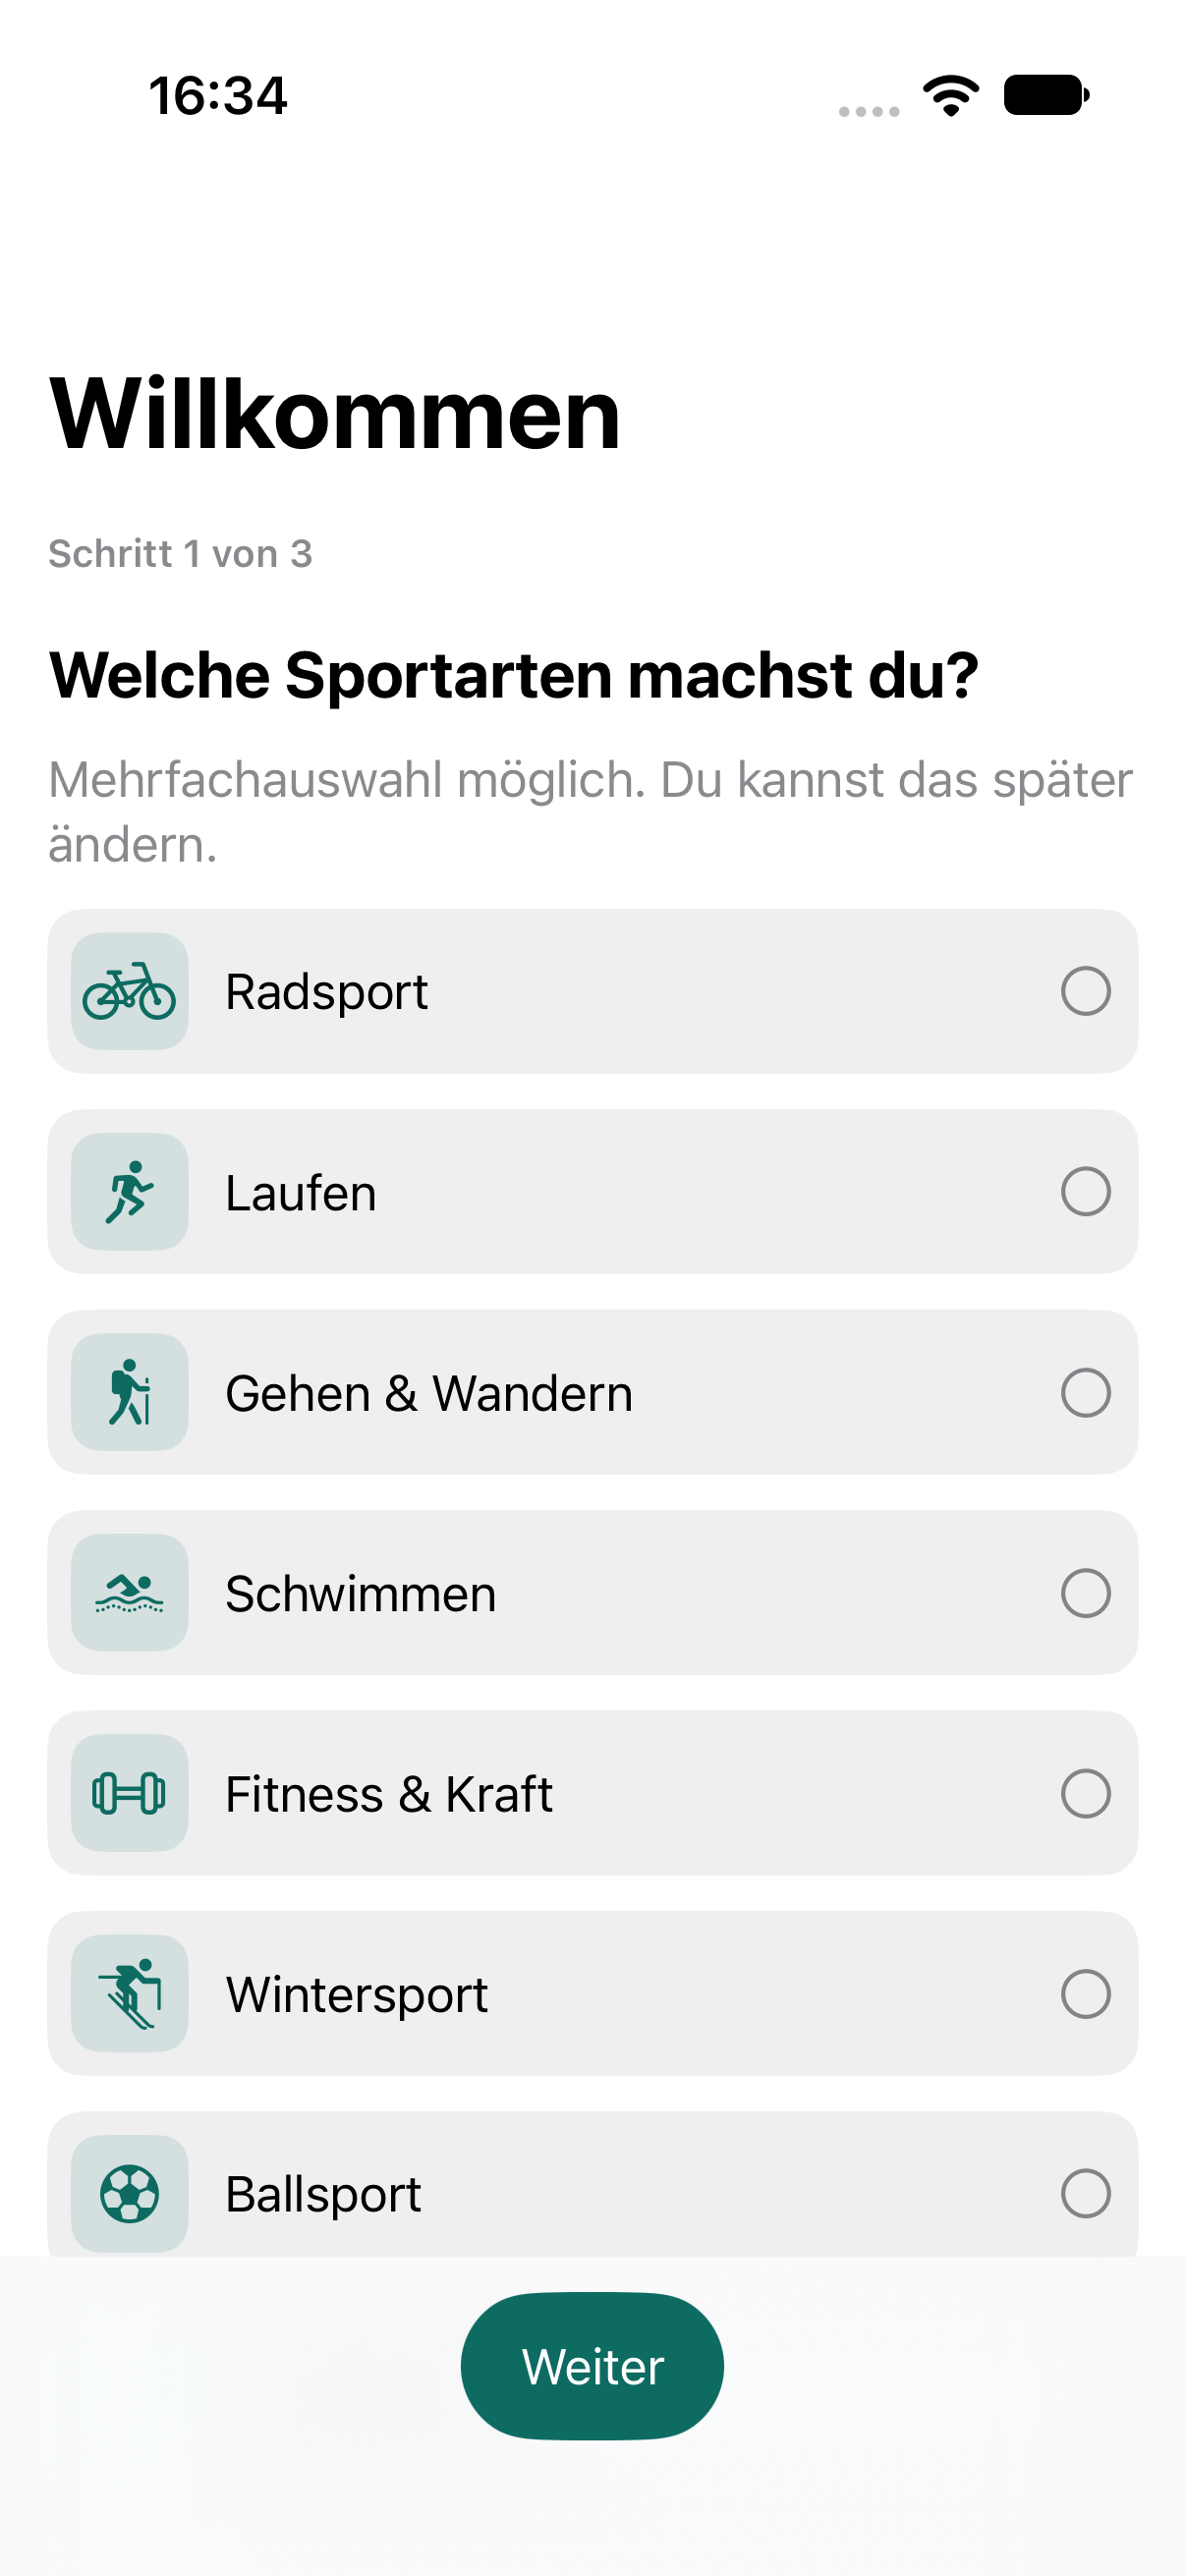 16:34
Willkommen
Schritt 1 von 3
Welche Sportarten machst du?
Mehrfachauswahl möglich. Du kannst das später
ändern.
Radsport
Laufen
Gehen & Wandern
Schwimmen
Fitness & Kraft
Wintersport
Ballsport
Weiter